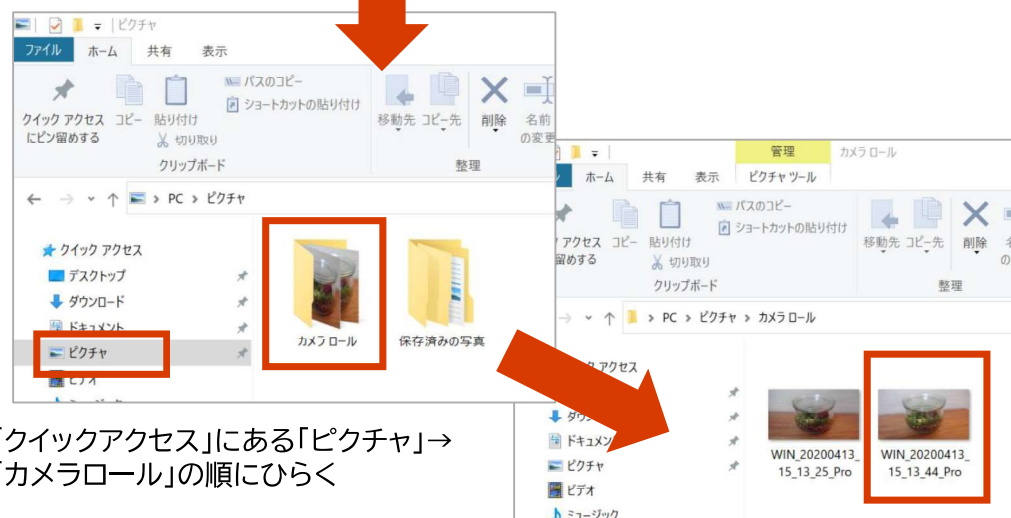 ピクチャ
ファイル ホーム 共有 表示
クイック アクセス
にピン留めする
コピー
貼り付け
パスのコピー
ショートカットの貼り付け
切り取り
移動先
コピー先
削除
名前
の変更
クリップボード
整理
PC > ピクチャ
クイック アクセス
デスクトップ
ダウンロード
ドキュメント
ピクチャ
ビデオ
カメラ ロール
保存済みの写真
「クイックアクセス」にある「ピクチャ」→
「カメラロール」の順にひらく
管理 カメラ ロール
ホーム 共有 表示 ピクチャ ツール
アクセス
留めする
コピー
貼り付け
パスのコピー
ショートカットの貼り付け
切り取り
移動先
コピー先
削除
クリップボード
整理
PC > ピクチャ > カメラ ロール
アクセス
ドキュメン
ピクチャ
ビデオ
ミュージック
WIN_20200413_
15_13_25_Pro
WIN_20200413_
15_13_44_Pro